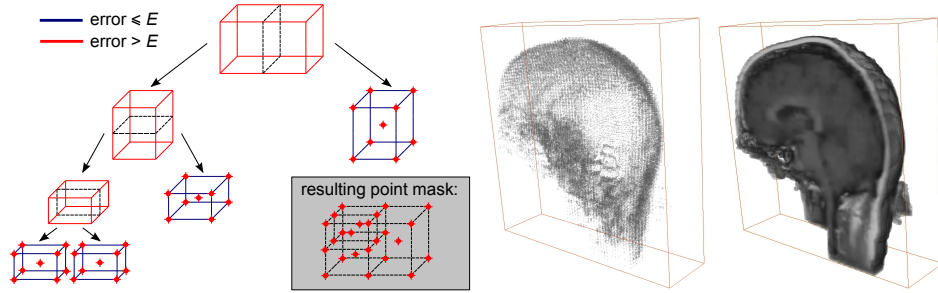 error ⩽ E
error > E
resulting point mask: